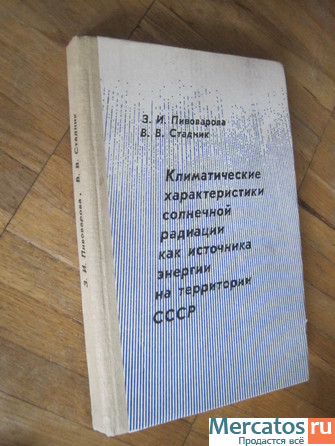 З. И. Пивоварова
В. В. Стадник
Климатические
характеристики
солнечной
радиации
как источника
энергии
на территории
СССР
З. И. Пивоварова, В. В. Стадник
Mercatos.ru
Продастся всё